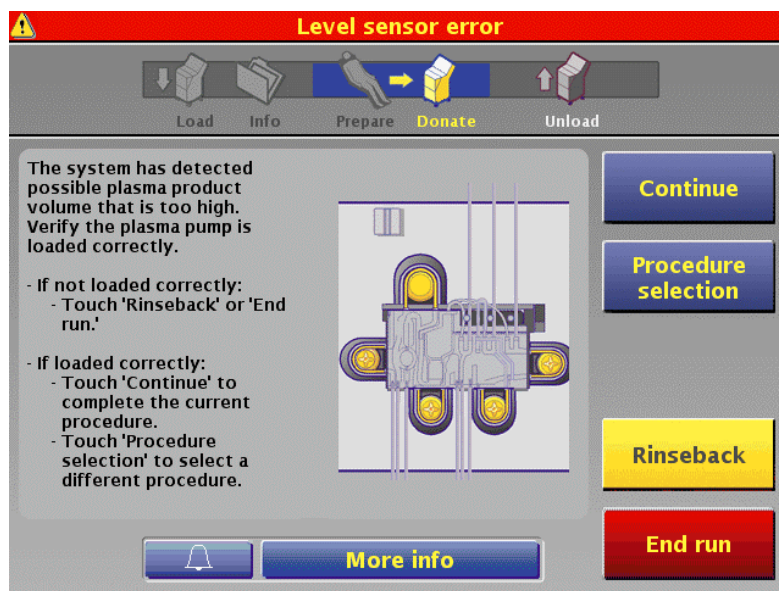 Level sensor error
Load Info Prepare Donate Unload
The system has detected
possible plasma product
volume that is too high.
Verify the plasma pump is
loaded correctly.
- If not loaded correctly:
- Touch 'Rinseback' or 'End
run.'
- If loaded correctly:
- Touch 'Continue' to
complete the current
procedure.
- Touch 'Procedure
selection' to select a
different procedure.
Continue
Procedure
selection
Rinseback
End run
More info